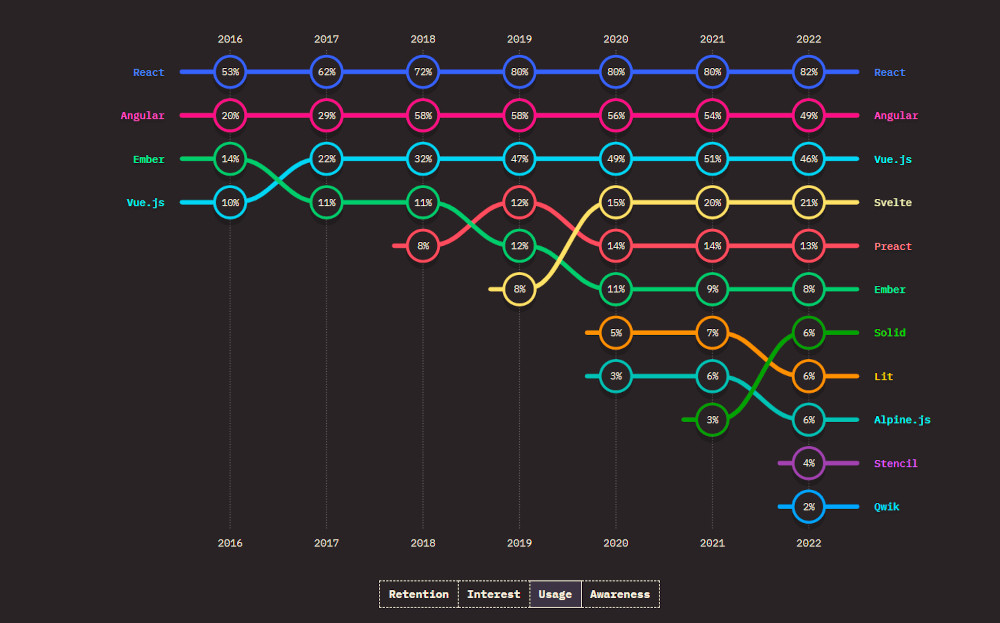 2016 2017 2018 2019 2020 2021 2022
React 53% 62% 72% 80% 80% 80% 82% React
Angular 20% 29% 58% 58% 56% 54% 49% Angular
Ember 14% 22% 32% 47% 49% 51% 46% Vue.js
Vue.js 10% 11% 11% 12% 15% 20% 21% Svelte
8% 12% 14% 14% 13% Preact
8% 11% 9% 8% Ember
5% 7% 6% Solid
3% 6% 6% Lit
3% 6% Alpine.js
4% Stencil
2% Qwik
2016 2017 2018 2019 2020 2021 2022
Retention Interest Usage Awareness